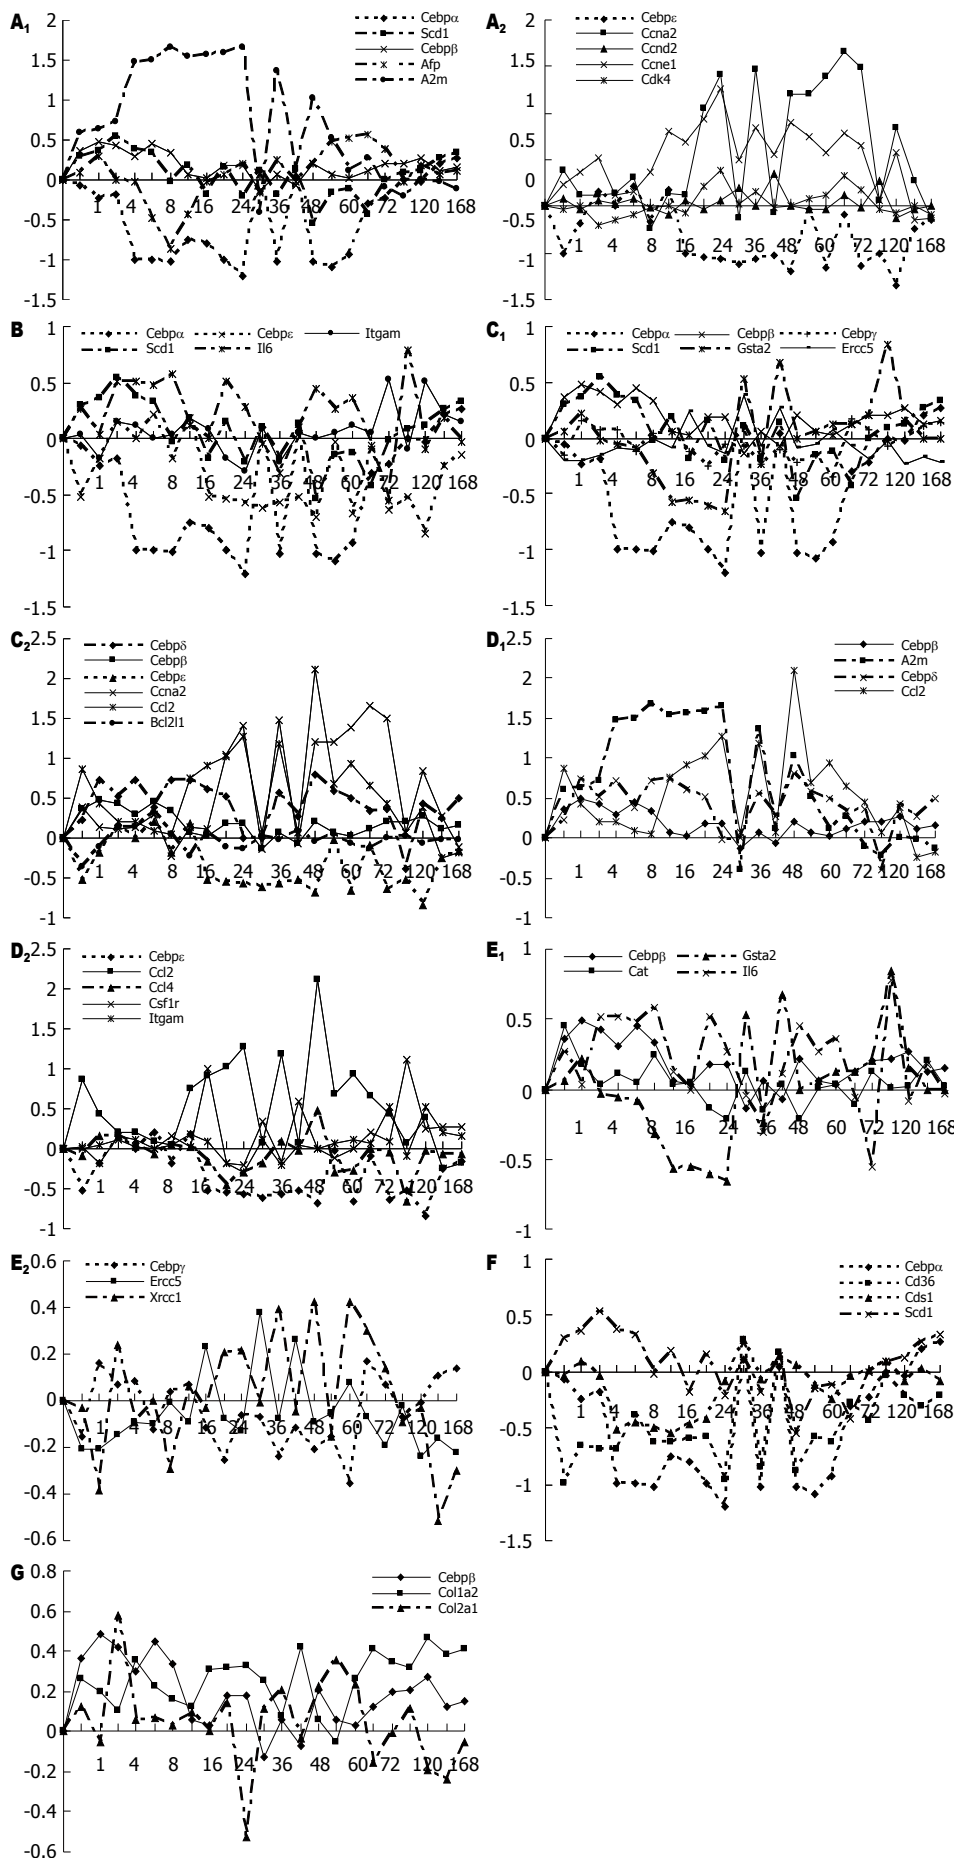 A1
2
1.5
1
0.5
0
-0.5
-1
-1.5
Cebpα
Scd1
Cebpβ
Afp
A2m
1 4 8 16 24 36 48 60 72 120 168
A2
2
1.5
1
0.5
0
-0.5
-1
-1.5
Cebpε
Ccna2
Ccnd2
Ccne1
Cdk4
1 4 8 16 24 36 48 60 72 120 168
B
1
0.5
0
-0.5
-1
-1.5
Cebpα Cebpε Itgam
Scd1 Il6
1 4 8 16 24 36 48 60 72 120 168
C1
1
0.5
0
-0.5
-1
-1.5
Cebpα Cebpβ Cebpγ
Scd1 Gsta2 Ercc5
1 4 8 16 24 36 48 60 72 120 168
C2
2.5
2
1.5
1
0.5
0
-0.5
-1
Cebpδ
Cebpβ
Cebpε
Ccna2
Ccl2
Bcl2l1
1 4 8 16 24 36 48 60 72 120 168
D1
2.5
2
1.5
1
0.5
0
-0.5
-1
Cebpβ
A2m
Cebpδ
Ccl2
1 4 8 16 24 36 48 60 72 120 168
D2
2.5
2
1.5
1
0.5
0
-0.5
-1
Cebpε
Ccl2
Ccl4
Csf1r
Itgam
1 4 8 16 24 36 48 60 72 120 168
E1
1
0.5
0
-0.5
-1
Cebpβ Gsta2
Cat Il6
1 4 8 16 24 36 48 60 72 120 168
E2
0.6
0.4
0.2
0
-0.2
-0.4
-0.6
Cebpγ
Ercc5
Xrcc1
1 4 8 16 24 36 48 60 72 120 168
F
1
0.5
0
-0.5
-1
-1.5
Cebpα
Cd36
Cds1
Scd1
1 4 8 16 24 36 48 60 72 120 168
G
0.8
0.6
0.4
0.2
0
-0.2
-0.4
-0.6
Cebpβ
Col1a2
Col2a1
1 4 8 16 24 36 48 60 72 120 168